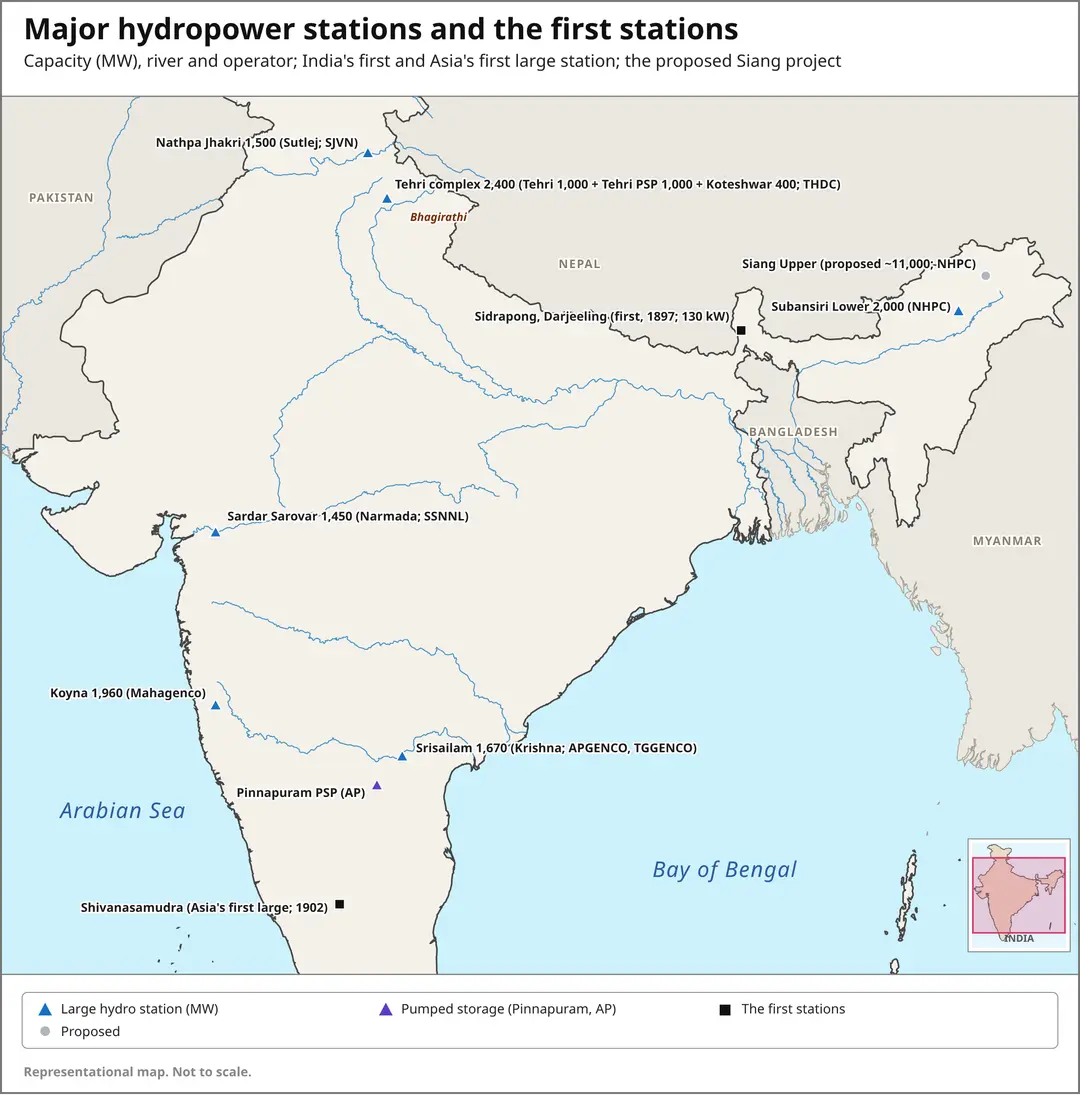 Major hydropower stations and the first stations
Capacity (MW), river and operator; India's first and Asia's first large station; the proposed Siang project
Nathpa Jhakri 1,500 (Sutlej; SJVN)
Tehri complex 2,400 (Tehri 1,000 + Tehri PSP 1,000 + Koteshwar 400; THDC)
PAKISTAN
Bhagirathi
NEPAL
Siang Upper (proposed ~11,000; NHPC)
Subansiri Lower 2,000 (NHPC)
Sidrapong, Darjeeling (first, 1897; 130 kW)
BANGLADESH
Sardar Sarovar 1,450 (Narmada; SSNNL)
MYANMAR
Koyna 1,960 (Mahagenco)
Srisailam 1,670 (Krishna; APGENCO, TGGENCO)
Pinnapuram PSP (AP)
Arabian Sea
Bay of Bengal
Shivanasamudra (Asia's first large; 1902)
INDIA
Large hydro station (MW)
Pumped storage (Pinnapuram, AP)
The first stations
Proposed
Representational map. Not to scale.